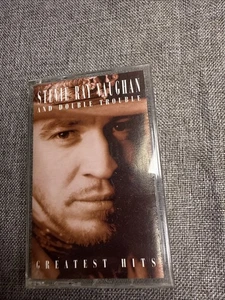 STEVIE RAY VAUGHAN
AND DOUBLE TROUBLE
GREATEST HITS